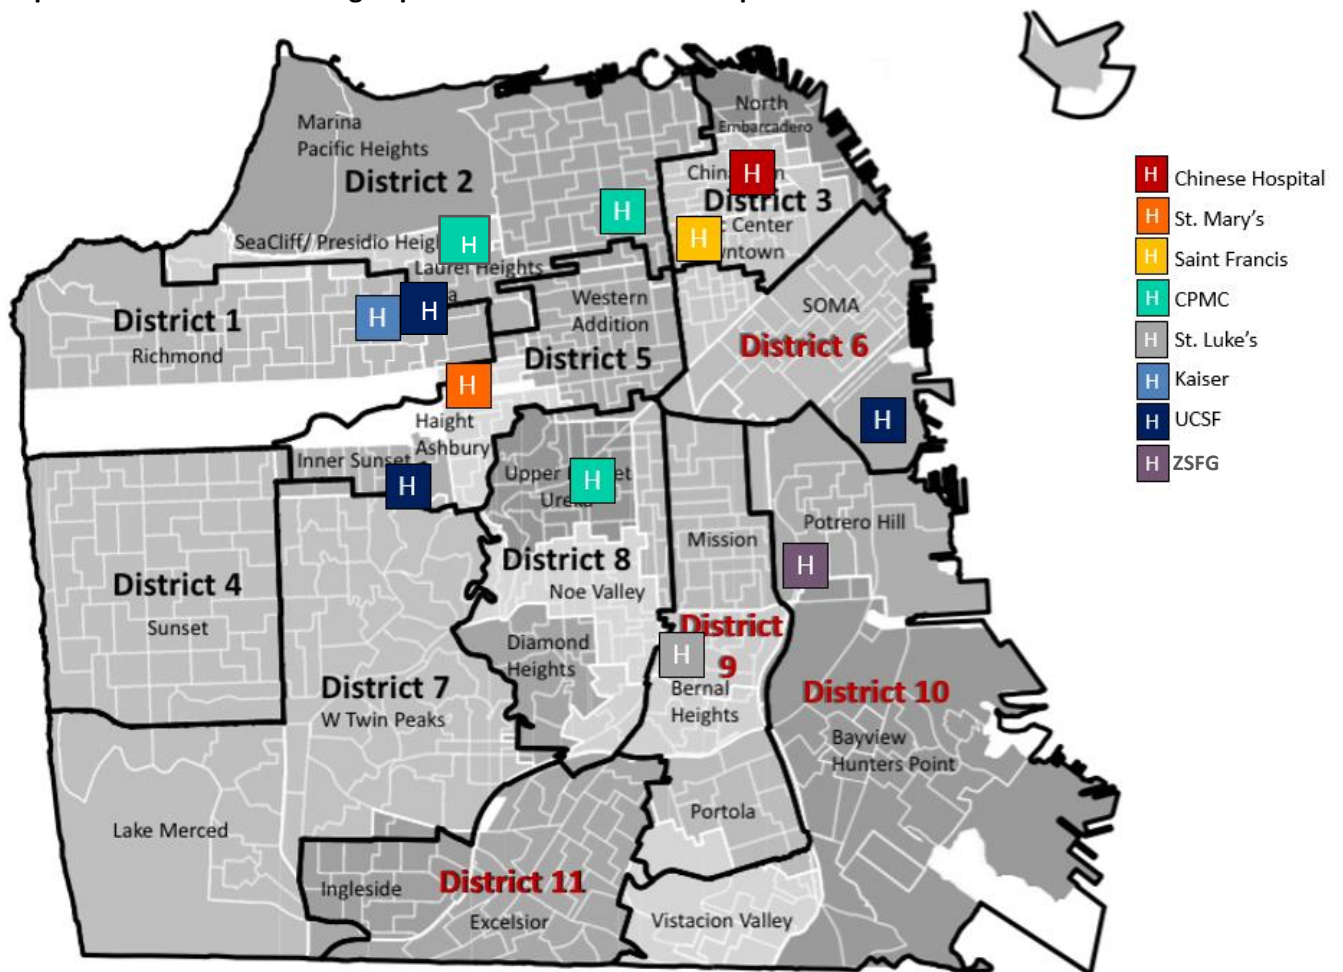 North
Embarcadero
Marina
Pacific Heights
District 2
H
District 3
H
Center
H
SeaCliff/ Presidio
H
Laurel Heights
SOMA
Western
Addition
District 1
H
H
Richmond
District 5
District 6
H
Haight
Ashbury
H
Inner Sunset
H
Upper
H
Potrero Hill
Mission
H
District 8
Noe Valley
District 4
Sunset
District
9
H
Diamond
Heights
Bernal
Heights
District 7
W Twin Peaks
District 10
Bayview
Hunters Point
Lake Merced
Portola
Ingleside
District 11
Excelsior
Vistacion Valley
H Chinese Hospital
H St. Mary's
H Saint Francis
H CPMC
H St. Luke's
H Kaiser
H UCSF
H ZSFG